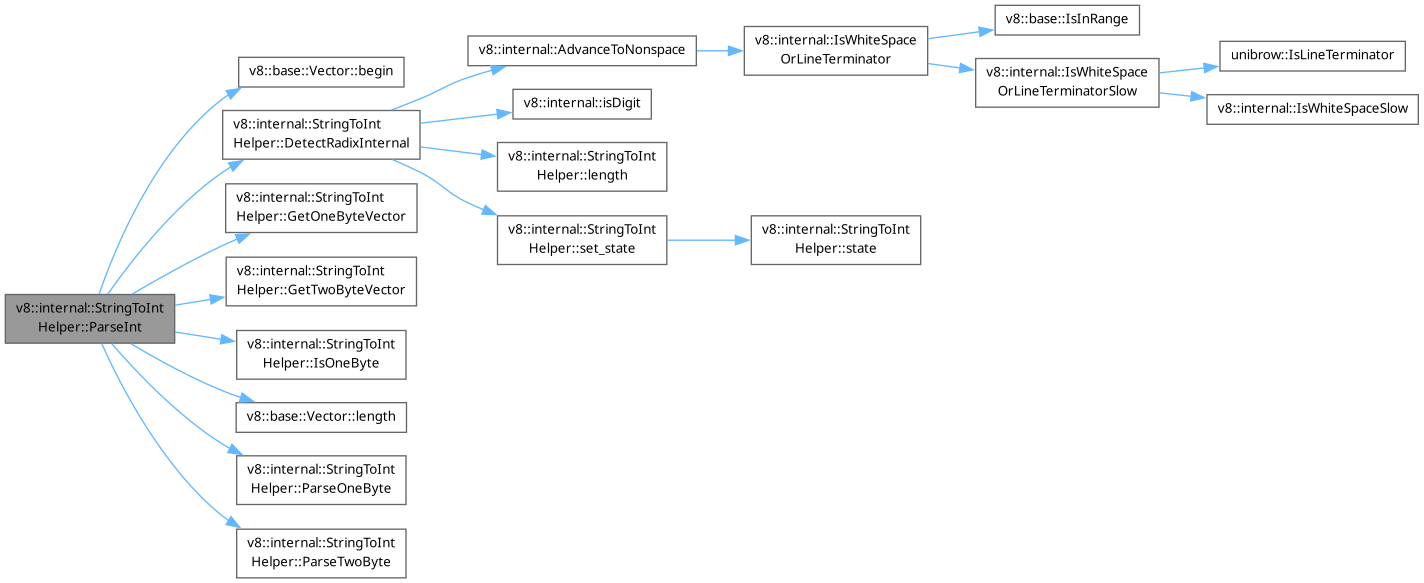 v8::internal::StringToInt
Helper::ParseInt
v8::base::Vector::begin
v8::internal::StringToInt
Helper::DetectRadixInternal
v8::internal::StringToInt
Helper::GetOneByteVector
v8::internal::StringToInt
Helper::GetTwoByteVector
v8::internal::StringToInt
Helper::IsOneByte
v8::base::Vector::length
v8::internal::StringToInt
Helper::ParseOneByte
v8::internal::StringToInt
Helper::ParseTwoByte
v8::internal::AdvanceToNonspace
v8::internal::isDigit
v8::internal::StringToInt
Helper::length
v8::internal::StringToInt
Helper::set_state
v8::internal::IsWhiteSpace
OrLineTerminator
v8::internal::StringToInt
Helper::state
v8::base::IsInRange
v8::internal::IsWhiteSpace
OrLineTerminatorSlow
unibrow::IsLineTerminator
v8::internal::IsWhiteSpaceSlow